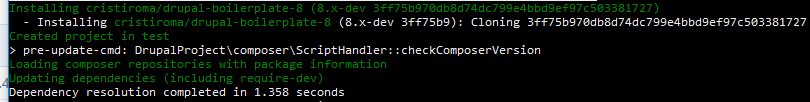 Installing cristiroma/drupal-boilerplate-8 (8.x-dev 3ff75b970db8d74dc799e4bbd9ef97c503381727)
- Installing cristiroma/drupal-boilerplate-8 (8.x-dev 3ff75b9): Cloning 3ff75b970db8d74dc799e4bbd9ef97c503381727
Created project in test
> pre-update-cmd: DrupalProject\composer\ScriptHandler::checkComposerVersion
Loading composer repositories with package information
Updating dependencies (including require-dev)
Dependency resolution completed in 1.358 seconds